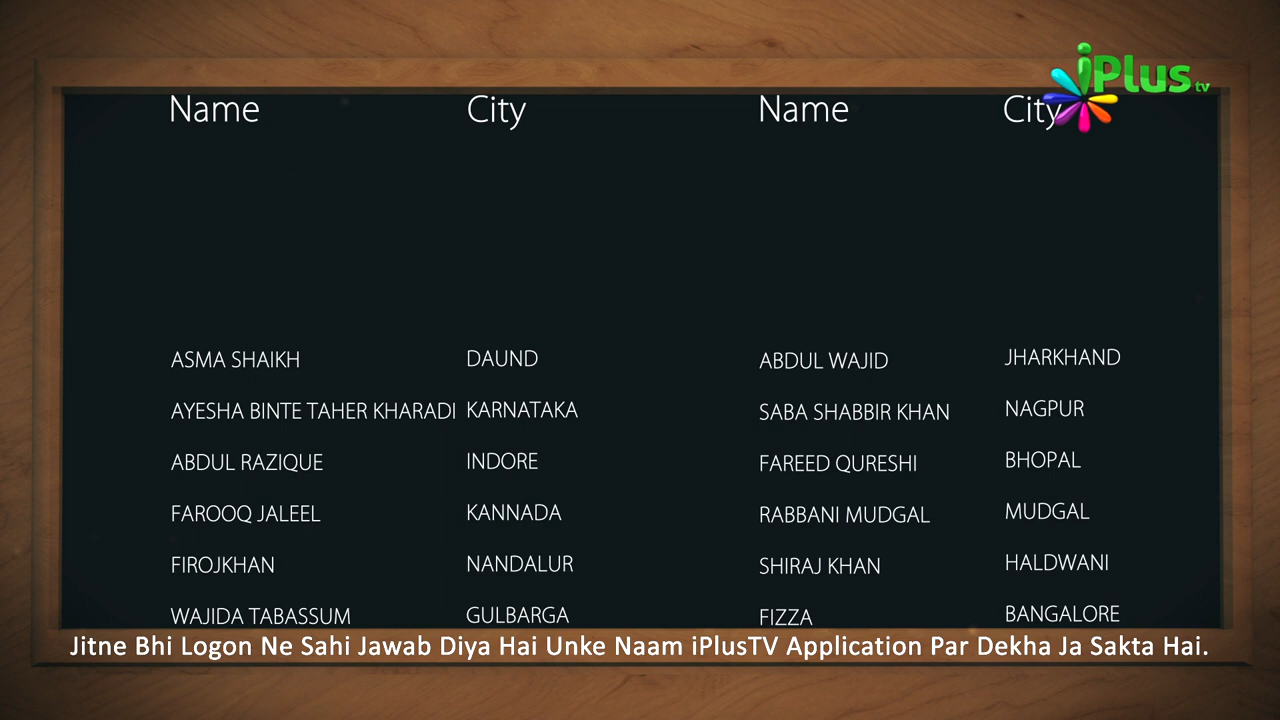 iPlus tv
Name City Name City
ASMA SHAIKH DAUND ABDUL WAJID JHARKHAND
AYESHA BINTE TAHER KHARADI KARNATAKA SABA SHABBIR KHAN NAGPUR
ABDUL RAZIQUE INDORE FAREED QURESHI BHOPAL
FAROOQ JALEEL KANNADA RABBANI MUDGAL MUDGAL
FIROJKHAN NANDALUR SHIRAJ KHAN HALDWANI
WAJIDA TABASSUM GULBARGA FIZZA BANGALORE
Jitne Bhi Logon Ne Sahi Jawab Diya Hai Unke Naam iPlusTV Application Par Dekha Ja Sakta Hai.